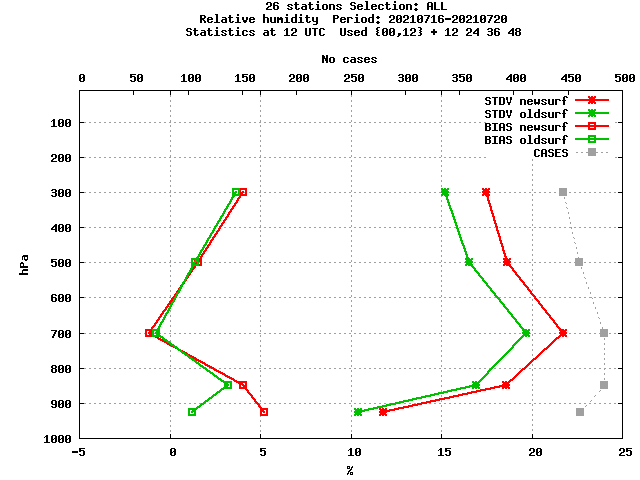 26 stations Selection: ALL
Relative humidity  Period: 20210716-20210720
Statistics at 12 UTC  Used {00,12} + 12 24 36 48
No cases
0 50 100 150 200 250 300 350 400 450 500
STDV newsurf
STDV oldsurf
BIAS newsurf
BIAS oldsurf
CASES
100
200
300
400
500
600
700
800
900
1000
hPa
-5 0 5 10 15 20 25
%